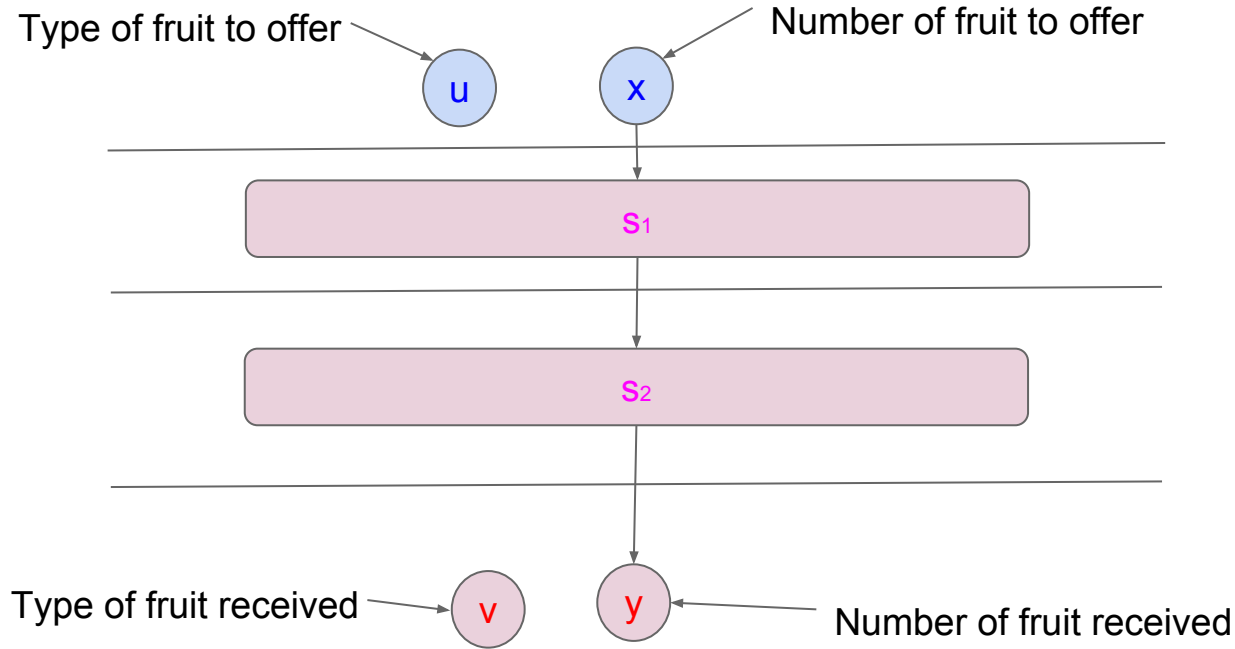 Type of fruit to offer
Number of fruit to offer
u
x
s1
s2
Type of fruit received
v
y
Number of fruit received